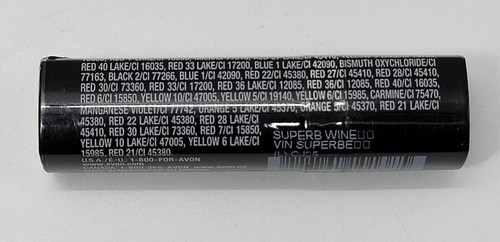 RED 40 LAKE/CI 16035, RED 33 LAKE/CI 17200, BLUE 1 LAKE/CI 42090, BISMUTH OXYCHLORIDE/CI
77163, BLACK 2/CI 77266, BLUE 1/CI 42090, RED 22/CI 45380, RED 27/CI 45410, RED 28/CI 45410,
RED 30/CI 73360, RED 33/CI 17200, RED 36 LAKE/CI 12085, RED 36/CI 12085, RED 40/CI 16035,
RED 6/CI 15850, YELLOW 10/CI 47005, YELLOW 5/CI 19140, YELLOW 6/CI 15985, CARMINE/CI 75470,
MANGANESE VIOLET/CI 77742, ORANGE 5 LAKE/CI 45370, ORANGE 5/CI 45370, RED 21 LAKE/CI
45380, RED 22 LAKE/CI 45380, RED 28 LAKE/CI
45410, RED 30 LAKE/CI 73360, RED 7/CI 15850,
YELLOW 10 LAKE/CI 47005, YELLOW 6 LAKE/CI
15985, RED 21/CI 45380.
SUPERB WINE▯▯
VIN SUPERBE▯▯
U.S.A./É.-U.: 1-800-FOR-AVON
www.avon.com